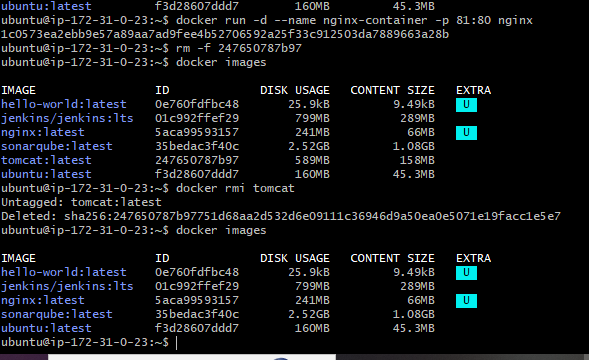 ubuntu:latest f3d28607ddd7 160MB 45.3MB
ubuntu@ip-172-31-0-23:~$ docker run -d --name nginx-container -p 81:80 nginx
1c0573ea2ebb9e57a89aa7ad9fee4b52706592a25f33c912503da7889663a28b
ubuntu@ip-172-31-0-23:~$ rm -f 247650787b97
ubuntu@ip-172-31-0-23:~$ docker images
IMAGE ID DISK USAGE CONTENT SIZE EXTRA
hello-world:latest 0e760fdfbc48 25.9kB 9.49kB U
jenkins/jenkins:lts 01c992ffef29 799MB 289MB
nginx:latest 5aca99593157 241MB 66MB U
sonarqube:latest 35bedac3f40c 2.52GB 1.08GB
tomcat:latest 247650787b97 589MB 158MB
ubuntu:latest f3d28607ddd7 160MB 45.3MB
ubuntu@ip-172-31-0-23:~$ docker rmi tomcat
Untagged: tomcat:latest
Deleted: sha256:247650787b97751d68aa2d532d6e09111c36946d9a50ea0e5071e19facc1e5e7
ubuntu@ip-172-31-0-23:~$ docker images
IMAGE ID DISK USAGE CONTENT SIZE EXTRA
hello-world:latest 0e760fdfbc48 25.9kB 9.49kB U
jenkins/jenkins:lts 01c992ffef29 799MB 289MB
nginx:latest 5aca99593157 241MB 66MB U
sonarqube:latest 35bedac3f40c 2.52GB 1.08GB
ubuntu:latest f3d28607ddd7 160MB 45.3MB
ubuntu@ip-172-31-0-23:~$